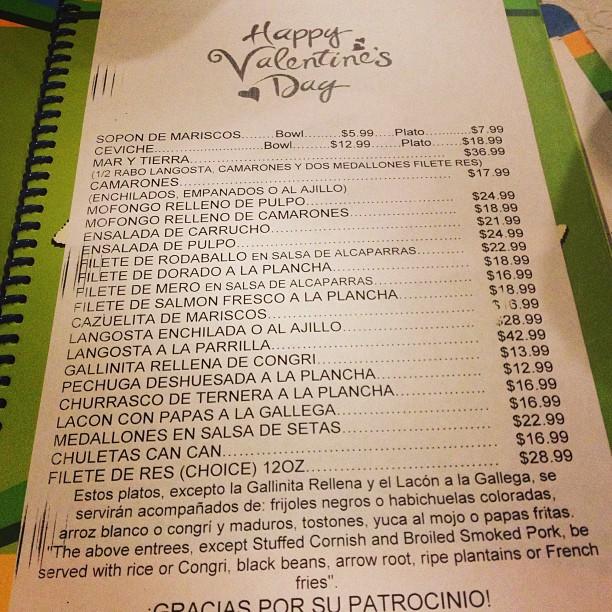 Happy
Valentine's
Day
SOPON DE MARISCOS........Bowl........$5.99.....Plato............$7.99
CEVICHE............................Bowl........$12.99........Plato.......$18.99
MAR Y TIERRA..................................................$36.99
(1/2 RABO LANGOSTA, CAMARONES Y DOS MEDALLONES FILETE RES)
CAMARONES..................................................$17.99
(ENCHILADOS, EMPANADOS O AL AJILLO)
MOFONGO RELLENO DE PULPO..............................$24.99
MOFONGO RELLENO DE CAMARONES.......................$18.99
ENSALADA DE CARRUCHO...................................$21.99
ENSALADA DE PULPO.......................................$24.99
FILETE DE RODABALLO EN SALSA DE ALCAPARRAS...........$22.99
FILETE DE DORADO A LA PLANCHA..........................$18.99
FILETE DE MERO EN SALSA DE ALCAPARRAS.................$16.99
FILETE DE SALMON FRESCO A LA PLANCHA.................$18.99
CAZUELITA DE MARISCOS..................................$16.99
LANGOSTA ENCHILADA O AL AJILLO........................$28.99
LANGOSTA A LA PARRILLA..................................$42.99
GALLINITA RELLENA DE CONGRI............................$13.99
PECHUGA DESHUESADA A LA PLANCHA.....................$12.99
CHURRASCO DE TERNERA A LA PLANCHA...................$16.99
LACON CON PAPAS A LA GALLEGA..........................$16.99
MEDALLONES EN SALSA DE SETAS..........................$22.99
CHULETAS CAN CAN........................................$16.99
FILETE DE RES (CHOICE) 12OZ.............................$28.99
Estos platos, excepto la Gallinita Rellena y el Lacón a la Gallega, se
servirán acompañados de: frijoles negros o habichuelas coloradas,
arroz blanco o congrí y maduros, tostones, yuca al mojo o papas fritas.
"The above entrees, except Stuffed Cornish and Broiled Smoked Pork, be
served with rice or Congri, black beans, arrow root, ripe plantains or French
fries".
¡GRACIAS POR SU PATROCINIO!